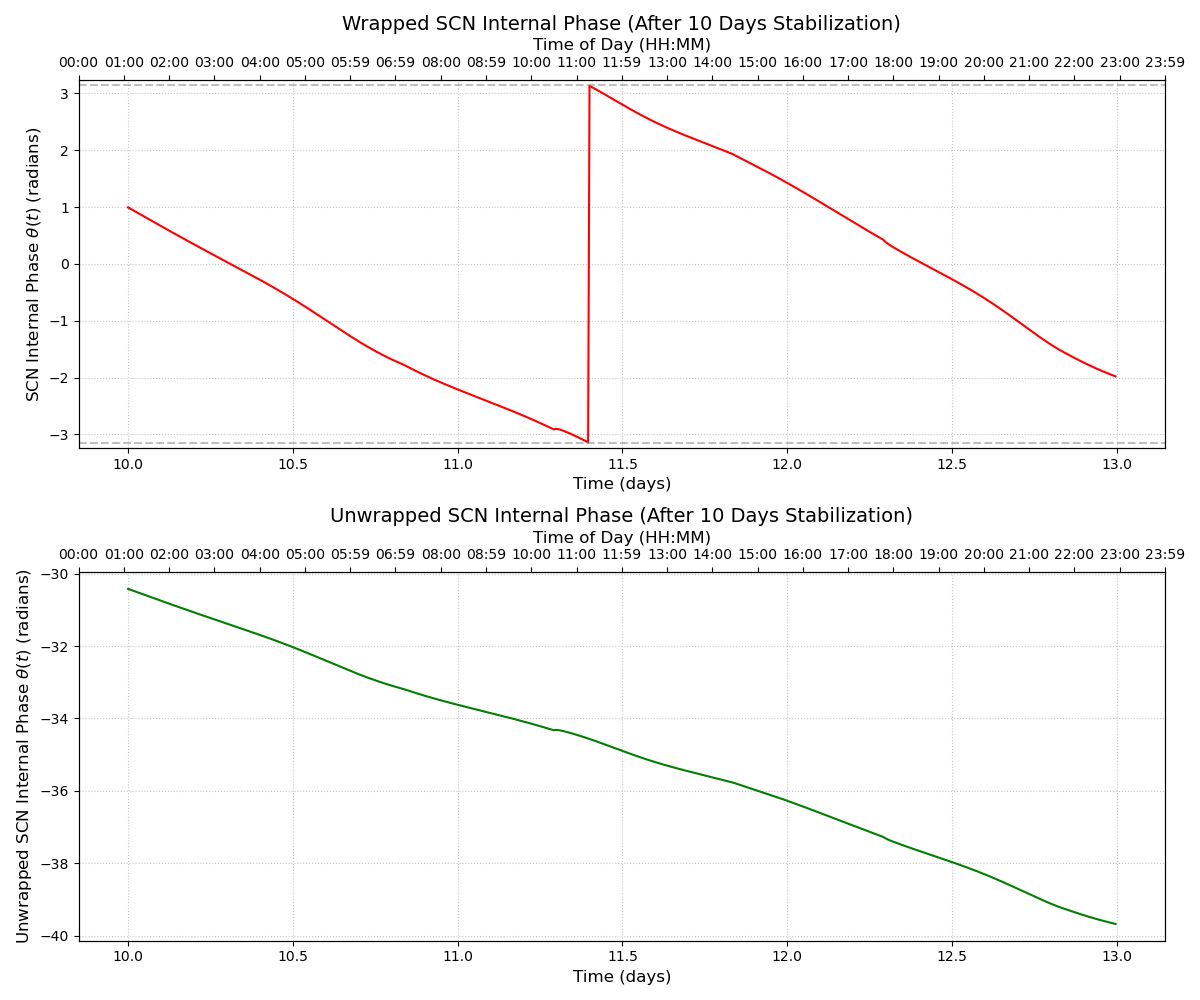 Wrapped SCN Internal Phase (After 10 Days Stabilization)
Time of Day (HH:MM)
00:00 01:00 02:00 03:00 04:00 05:00 05:59 06:59 08:00 08:59 10:00 11:00 11:59 13:00 14:00 15:00 16:00 17:00 18:00 19:00 20:00 21:00 22:00 23:00 23:59
SCN Internal Phase θ(t) (radians)
3
2
1
0
−1
−2
−3
10.0 10.5 11.0 11.5 12.0 12.5 13.0
Time (days)
Unwrapped SCN Internal Phase (After 10 Days Stabilization)
Time of Day (HH:MM)
00:00 01:00 02:00 03:00 04:00 05:00 05:59 06:59 08:00 08:59 10:00 11:00 11:59 13:00 14:00 15:00 16:00 17:00 18:00 19:00 20:00 21:00 22:00 23:00 23:59
Unwrapped SCN Internal Phase θ(t) (radians)
−30
−32
−34
−36
−38
−40
10.0 10.5 11.0 11.5 12.0 12.5 13.0
Time (days)